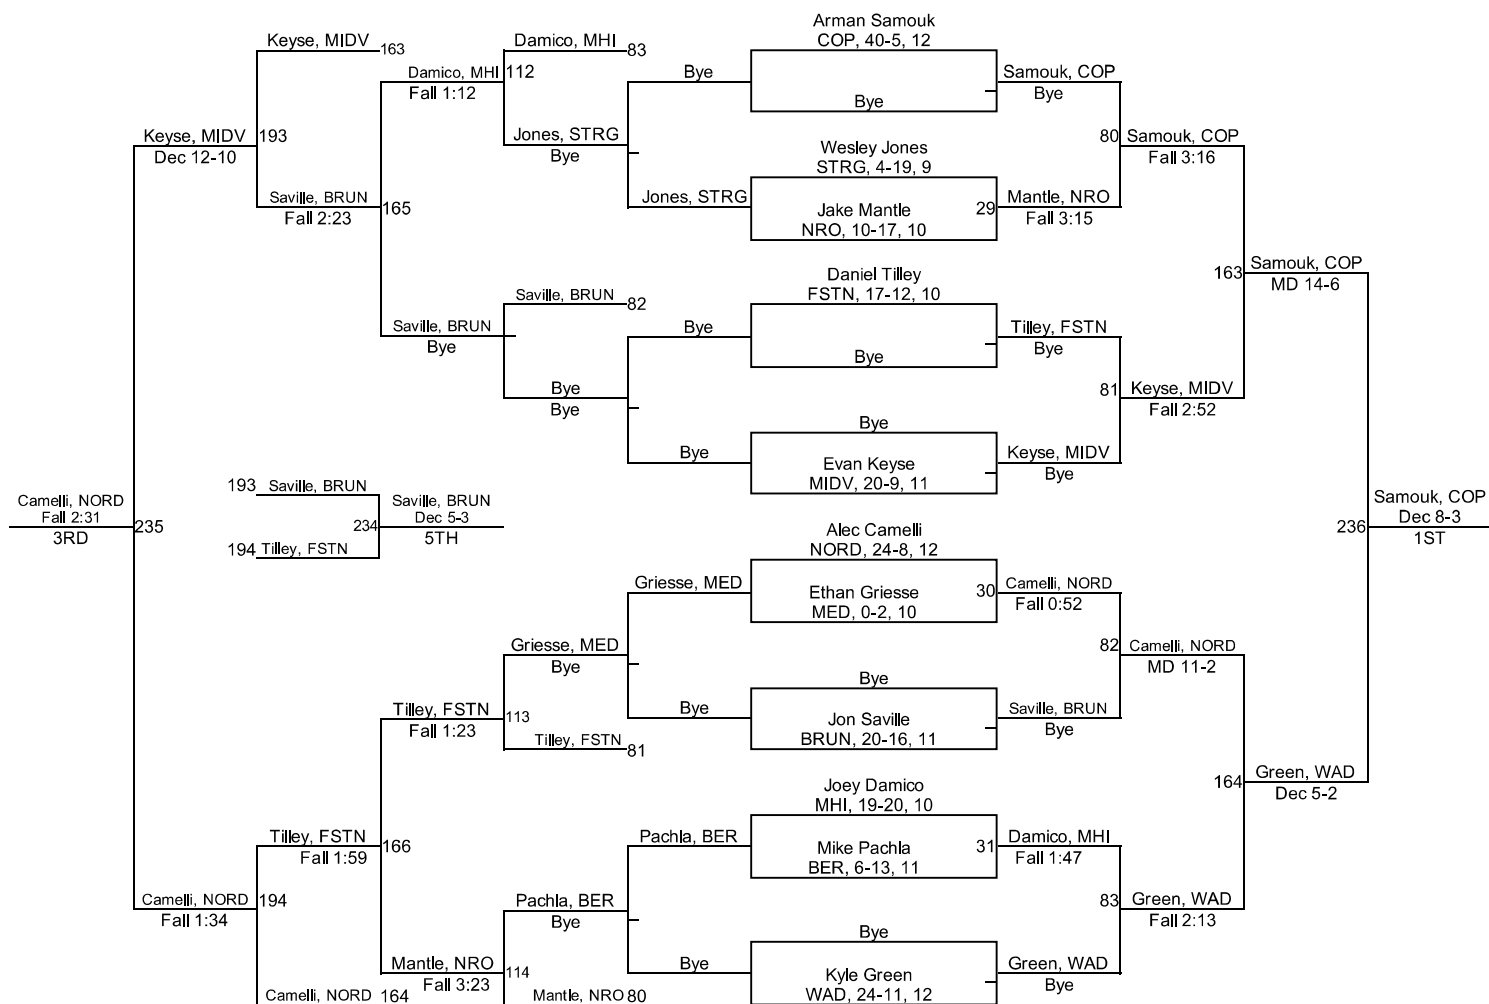 Arman Samouk
COP, 40-5, 12
Keyse, MIDV 163
Damico, MHI 83
Damico, MHI 112
Fall 1:12
Bye
Bye
Samouk, COP
Bye
Keyse, MIDV 193
Dec 12-10
Jones, STRG
Bye
80
Samouk, COP
Fall 3:16
Wesley Jones
STRG, 4-19, 9
Saville, BRUN
Fall 2:23
165
Jones, STRG
Jake Mantle
NRO, 10-17, 10
29
Mantle, NRO
Fall 3:15
163
Samouk, COP
MD 14-6
Daniel Tilley
FSTN, 17-12, 10
Saville, BRUN
82
Saville, BRUN
Bye
Bye
Bye
Tilley, FSTN
Bye
Bye
Bye
81
Keyse, MIDV
Fall 2:52
Bye
Bye
Evan Keyse
MIDV, 20-9, 11
Keyse, MIDV
Bye
193 Saville, BRUN
Camelli, NORD
Fall 2:31
3RD
235
194 Tilley, FSTN
234
Saville, BRUN
Dec 5-3
5TH
236
Samouk, COP
Dec 8-3
1ST
Alec Camelli
NORD, 24-8, 12
Griesse, MED
Ethan Griesse
MED, 0-2, 10
30
Camelli, NORD
Fall 0:52
Griesse, MED
Bye
82
Camelli, NORD
MD 11-2
Bye
Tilley, FSTN
Fall 1:23
113
Tilley, FSTN
81
Bye
Jon Saville
BRUN, 20-16, 11
Saville, BRUN
Bye
164
Green, WAD
Dec 5-2
Joey Damico
MHI, 19-20, 10
Tilley, FSTN
Fall 1:59
166
Pachla, BER
Mike Pachla
BER, 6-13, 11
31
Damico, MHI
Fall 1:47
Camelli, NORD
Fall 1:34
194
Pachla, BER
Bye
83
Green, WAD
Fall 2:13
Bye
Mantle, NRO
Fall 3:23
114
Bye
Kyle Green
WAD, 24-11, 12
Green, WAD
Bye
Camelli, NORD 164
Mantle, NRO 80